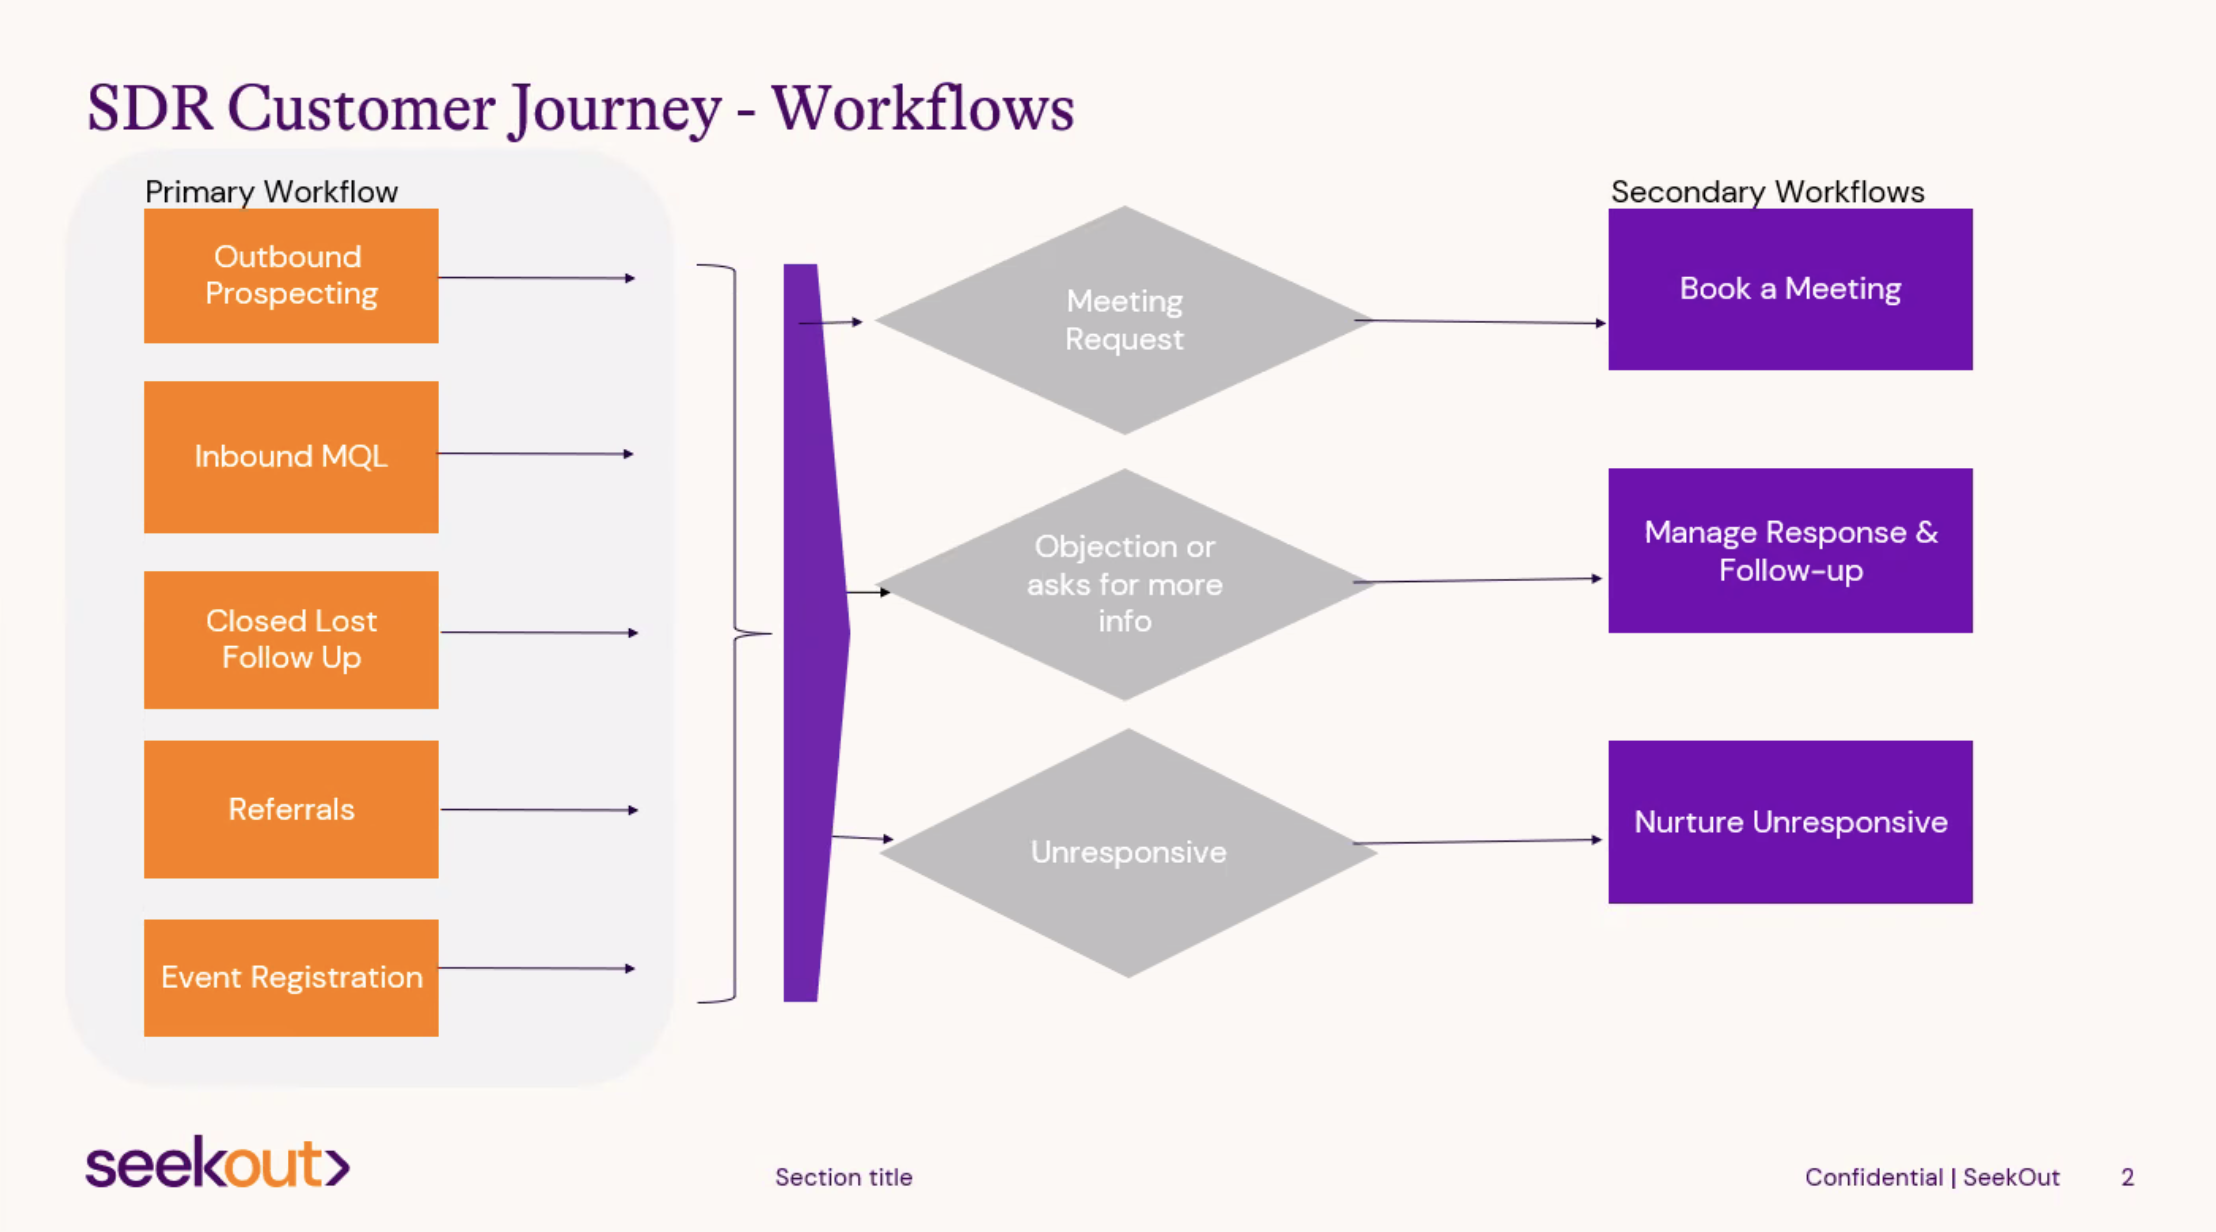 SDR Customer Journey - Workflows
Primary Workflow
Outbound
Prospecting
Inbound MQL
Closed Lost
Follow Up
Referrals
Event Registration
Meeting
Request
Objection or
asks for more
info
Unresponsive
Secondary Workflows
Book a Meeting
Manage Response &
Follow-up
Nurture Unresponsive
seekout>
Section title
Confidential | SeekOut
2